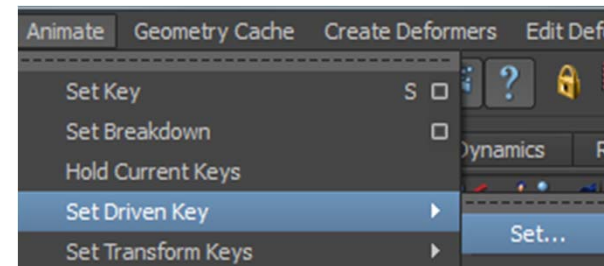 Animate Geometry Cache Create Deformers Edit Def
Set Key S
Set Breakdown
Hold Current Keys
Dynamics
Set Driven Key
Set...
Set Transform Keys